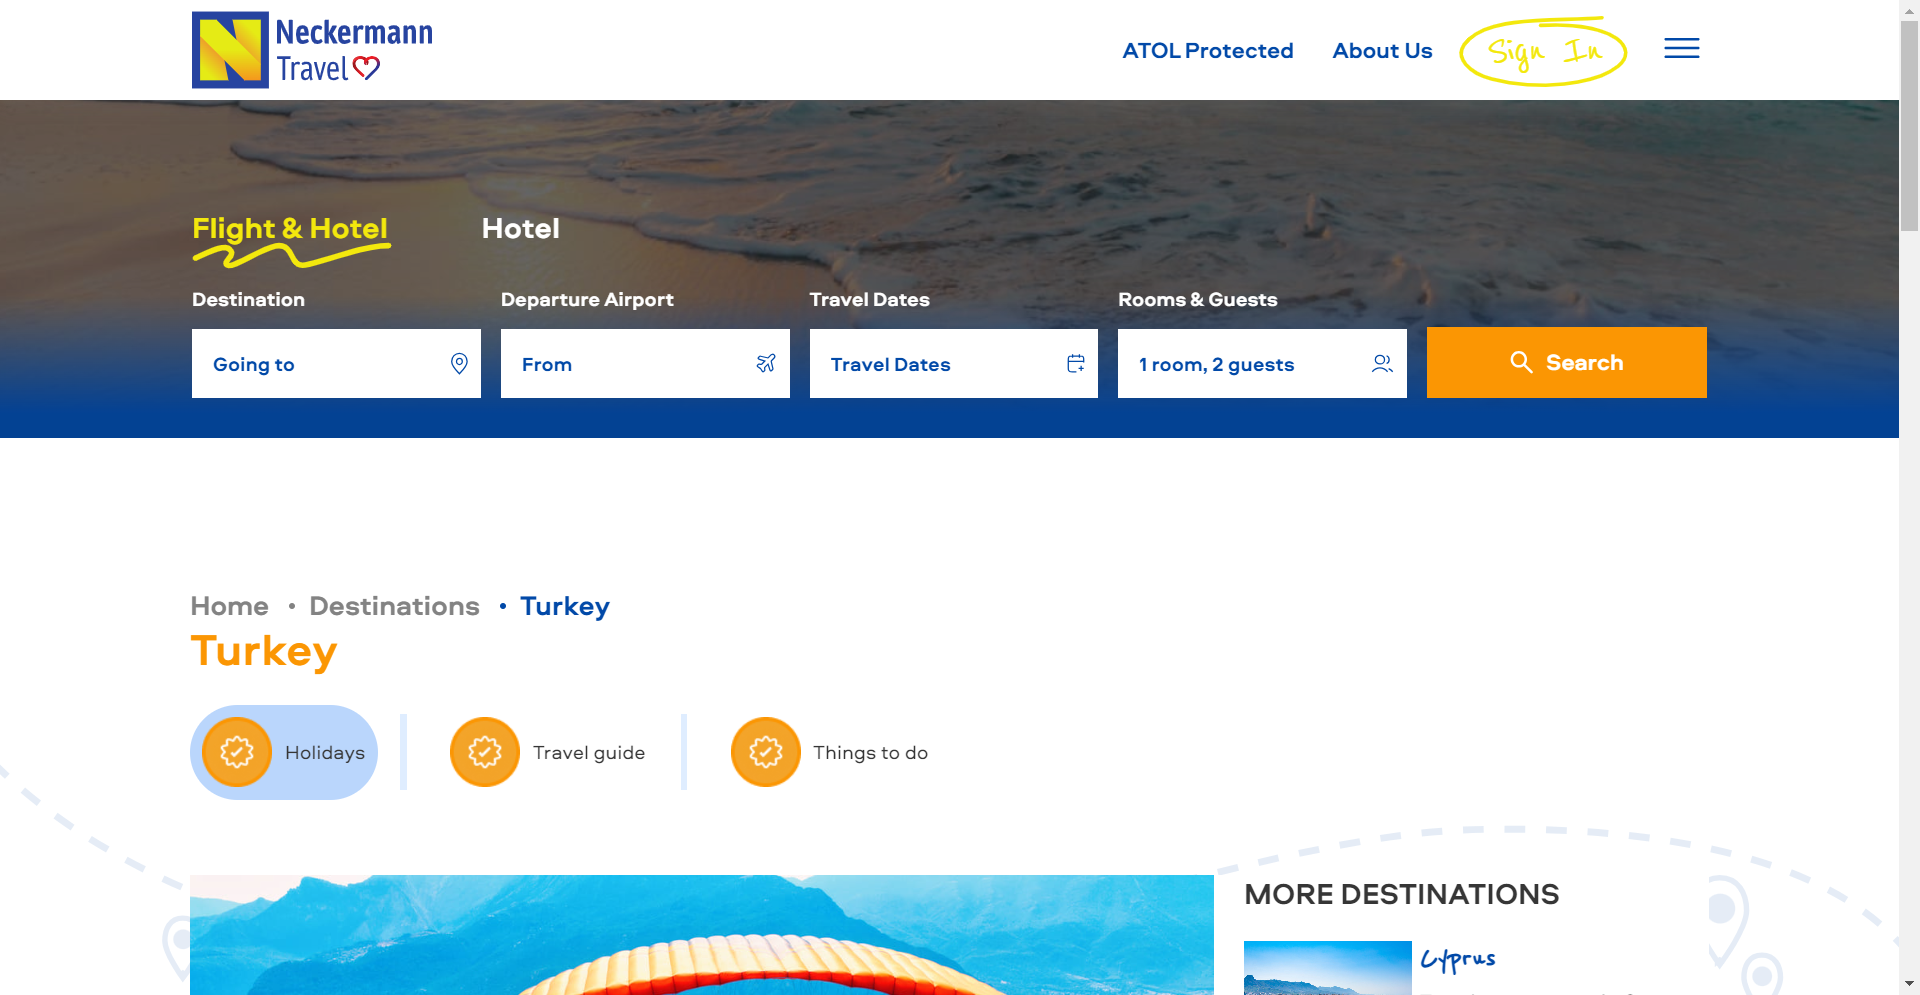 Neckermann
Travel
ATOL Protected
About Us
Sign In
Flight & Hotel
Hotel
Destination
Departure Airport
Travel Dates
Rooms & Guests
Going to
From
Travel Dates
1 room, 2 guests
Search
Home • Destinations • Turkey
Turkey
Holidays
Travel guide
Things to do
MORE DESTINATIONS
Cyprus